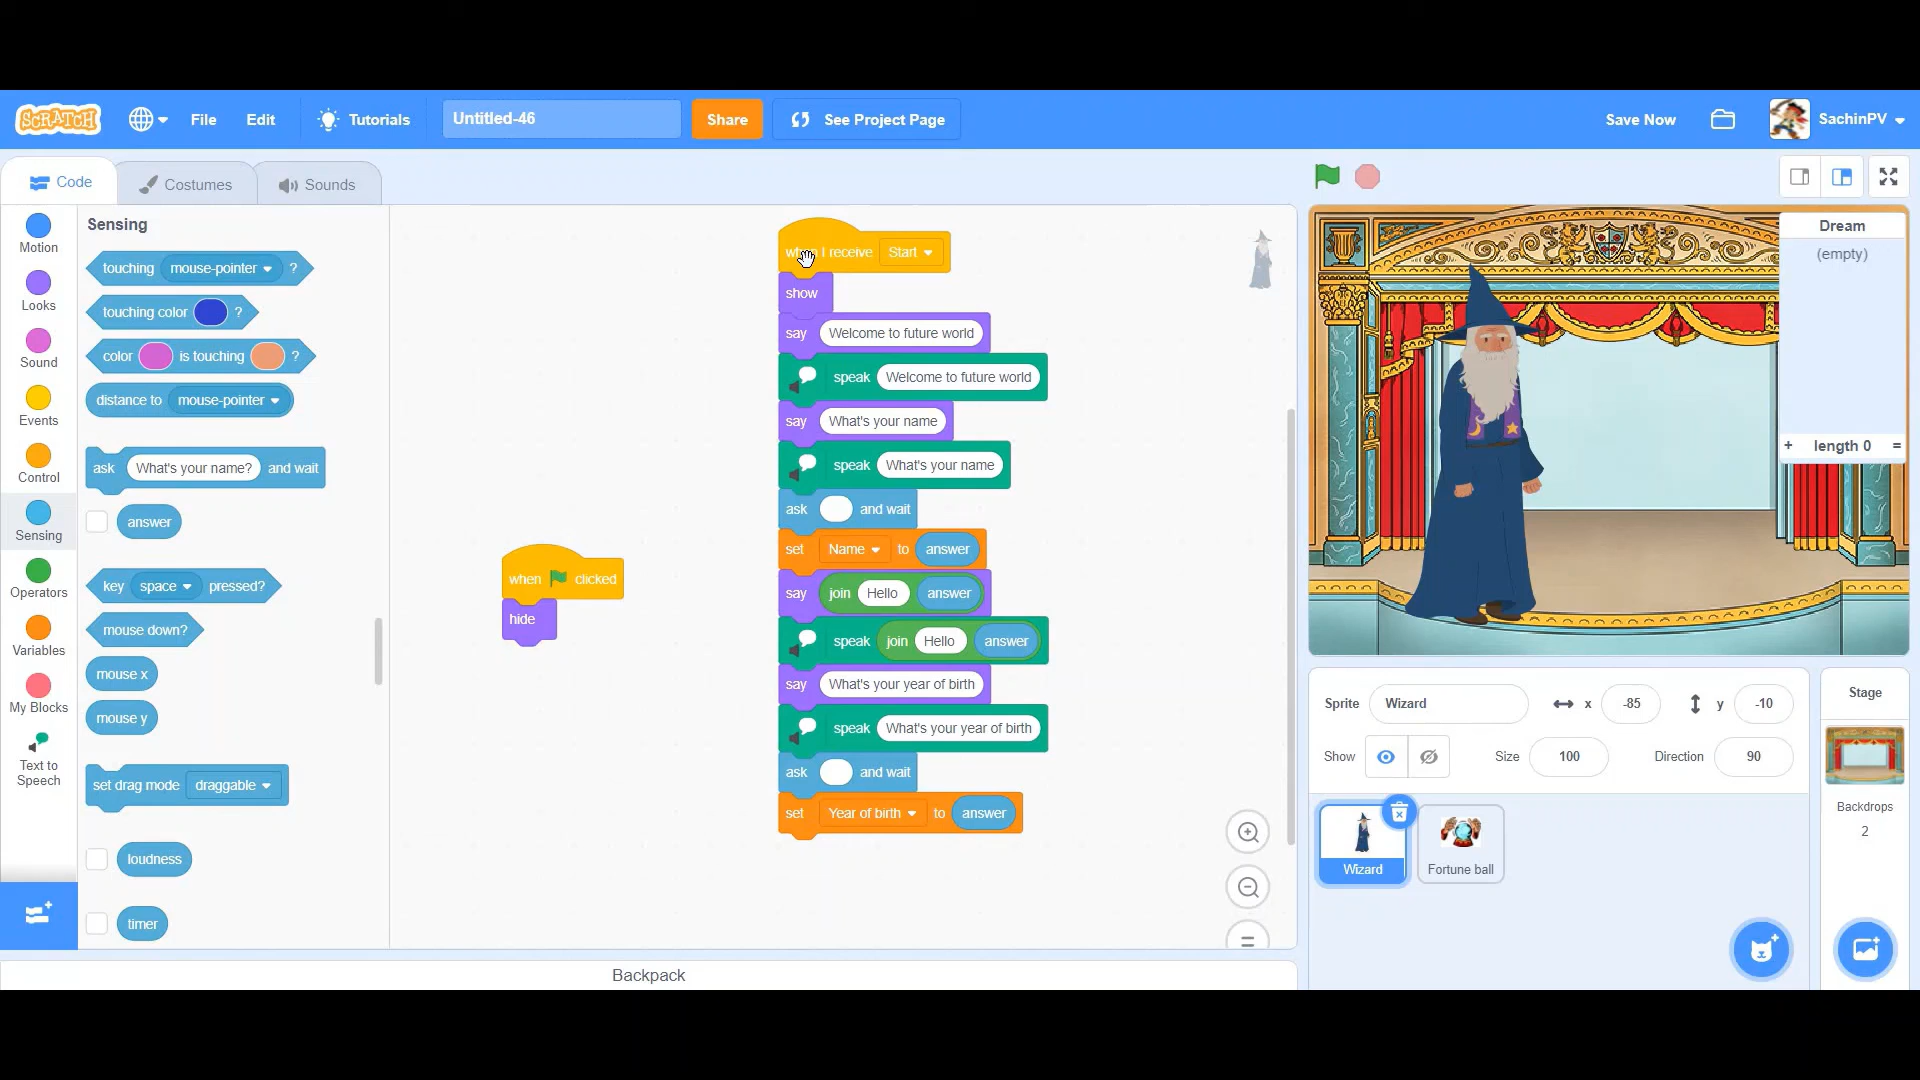 SCRATCH File Edit Tutorials Untitled-46 Share See Project Page Save Now SachinPV
Code Costumes Sounds
Motion
Looks
Sound
Events
Control
Sensing
Operators
Variables
My Blocks
Text to
Speech
Sensing
touching mouse-pointer ?
touching color ?
color is touching ?
distance to mouse-pointer
ask What's your name? and wait
answer
key space pressed?
mouse down?
mouse x
mouse y
set drag mode draggable
loudness
timer
when clicked
hide
when I receive Start
show
say Welcome to future world
speak Welcome to future world
say What's your name
speak What's your name
ask and wait
set Name to answer
say join Hello answer
speak join Hello answer
say What's your year of birth
speak What's your year of birth
ask and wait
set Year of birth to answer
Backpack
Dream
(empty)
+ length 0 =
Sprite Wizard x -85 y -10
Show Size 100 Direction 90
Wizard
Fortune ball
Stage
Backdrops
2